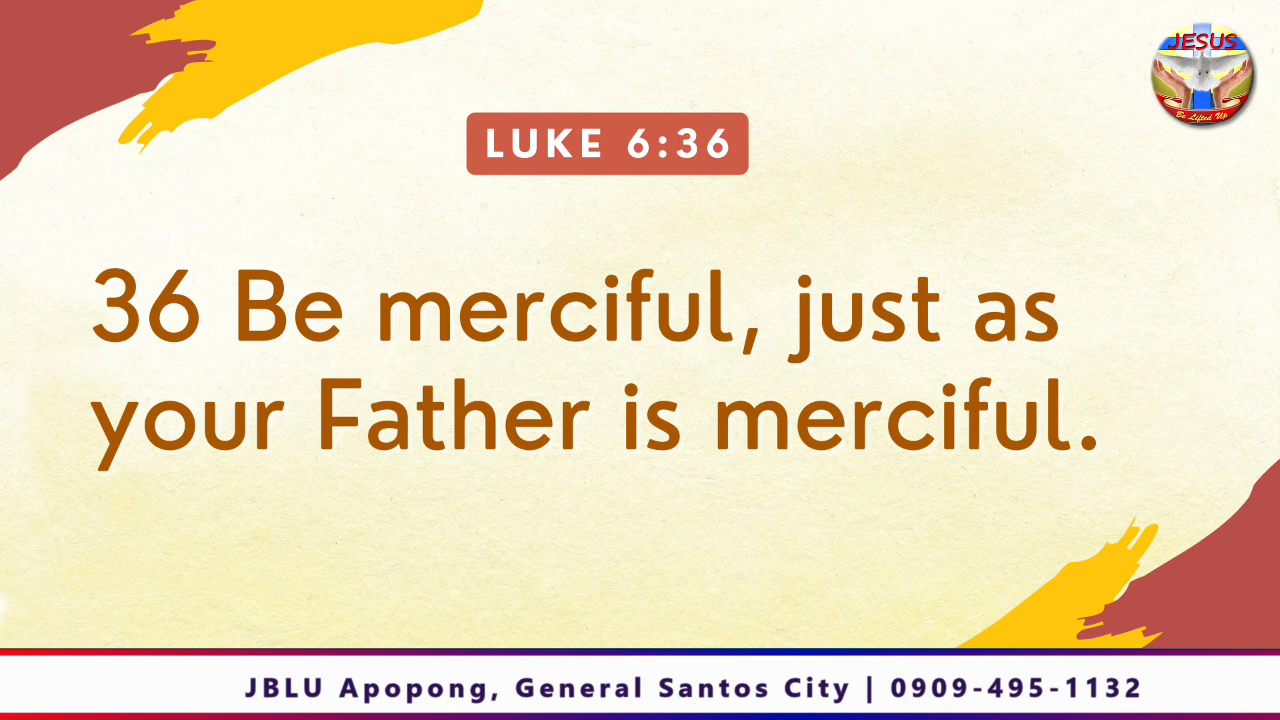 JESUS
Be Lifted Up
LUKE 6:36
36 Be merciful, just as
your Father is merciful.
JBLU Apopong, General Santos City | 0909-495-1132